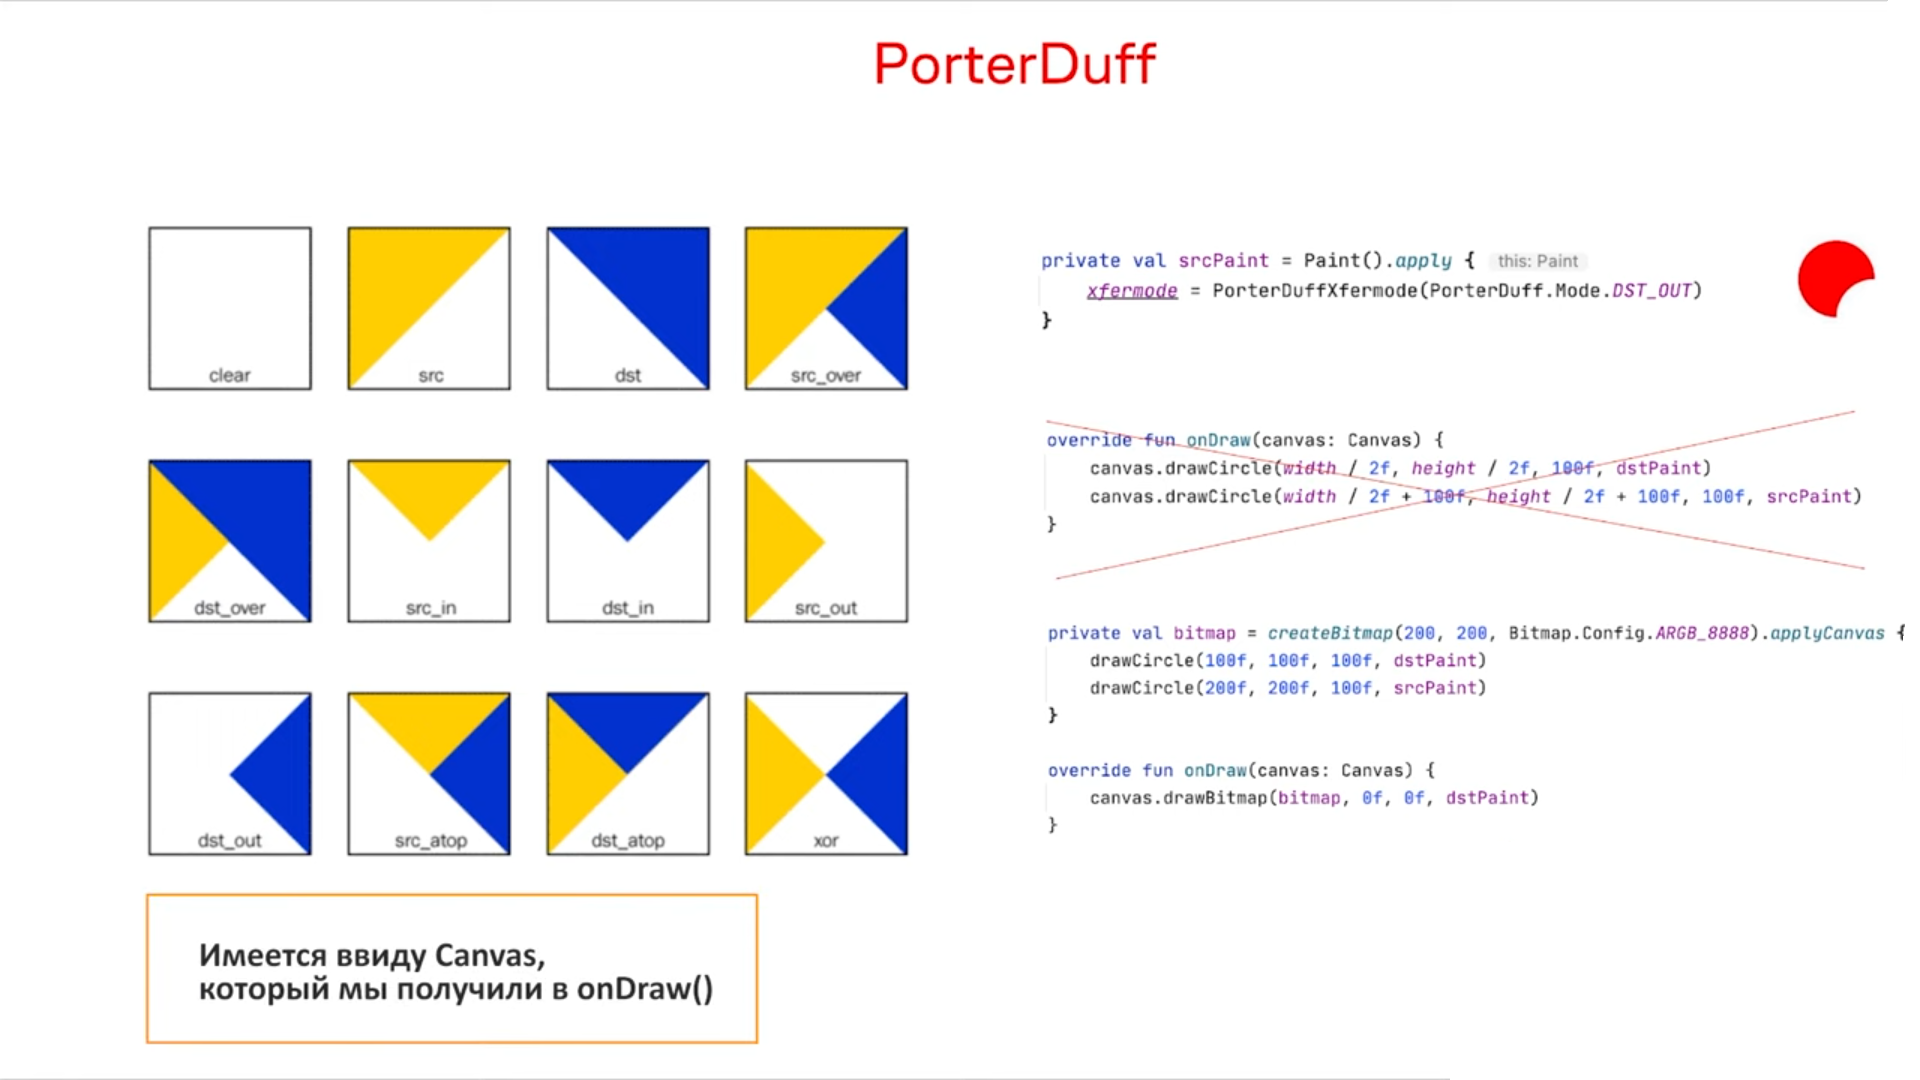 PorterDuff
clear
src
dst
src_over
dst_over
src_in
dst_in
src_out
dst_out
src_atop
dst_atop
xor
Имеется ввиду Canvas,
который мы получили в onDraw()
private val srcPaint = Paint().apply { this: Paint
xfermode = PorterDuffXfermode(PorterDuff.Mode.DST_OUT)
}
override fun onDraw(canvas: Canvas) {
canvas.drawCircle(width / 2f, height / 2f, 100f, dstPaint)
canvas.drawCircle(width / 2f + 100f, height / 2f + 100f, 100f, srcPaint)
}
private val bitmap = createBitmap(200, 200, Bitmap.Config.ARGB_8888).applyCanvas {
drawCircle(100f, 100f, 100f, dstPaint)
drawCircle(200f, 200f, 100f, srcPaint)
}
override fun onDraw(canvas: Canvas) {
canvas.drawBitmap(bitmap, 0f, 0f, dstPaint)
}